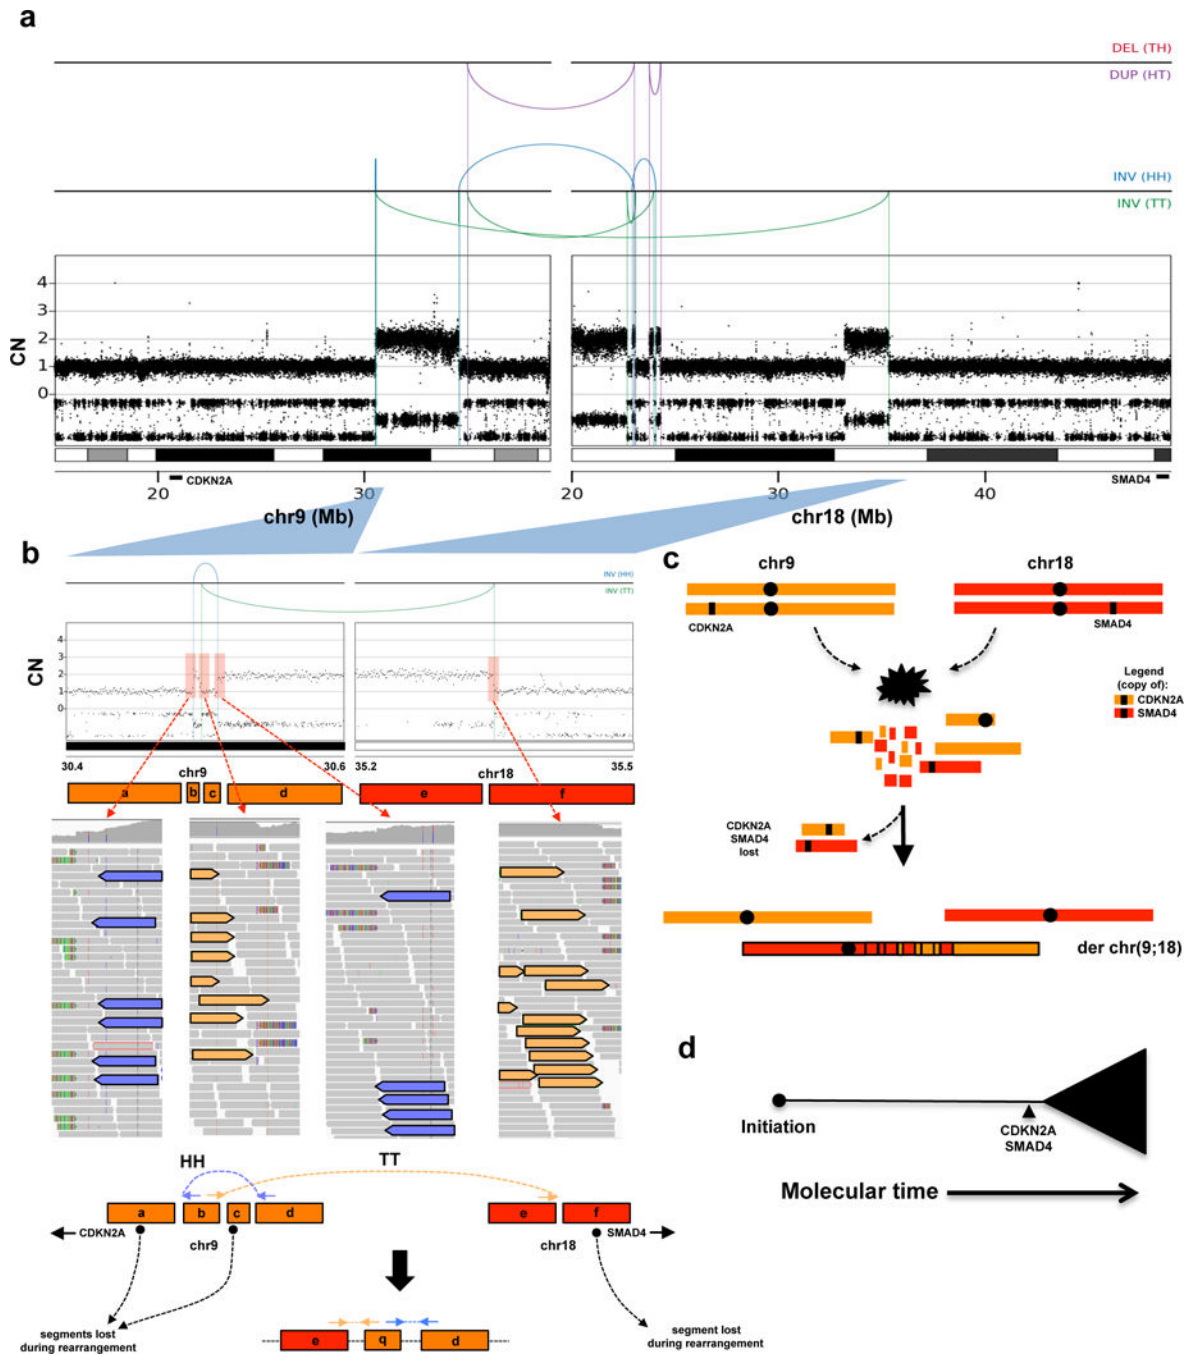 a
DEL (TH)
DUP (HT)
INV (HH)
INV (TT)
4
3
2
1
0
CN
20
CDKN2A
30
chr9 (Mb)
20
30
40
SMAD4
chr18 (Mb)
b
INV (HH)
INV (TT)
4
3
2
1
0
CN
30.4
chr9
30.6
35.2
chr18
35.5
a
b
c
d
e
f
HH
TT
a
b
c
d
e
f
CDKN2A
chr9
chr18
SMAD4
segments lost
during rearrangement
segment lost
during rearrangement
e
q
d
c
chr9
chr18
CDKN2A
SMAD4
Legend
(copy of):
CDKN2A
SMAD4
CDKN2A
SMAD4
lost
der chr(9;18)
d
Initiation
CDKN2A
SMAD4
Molecular time